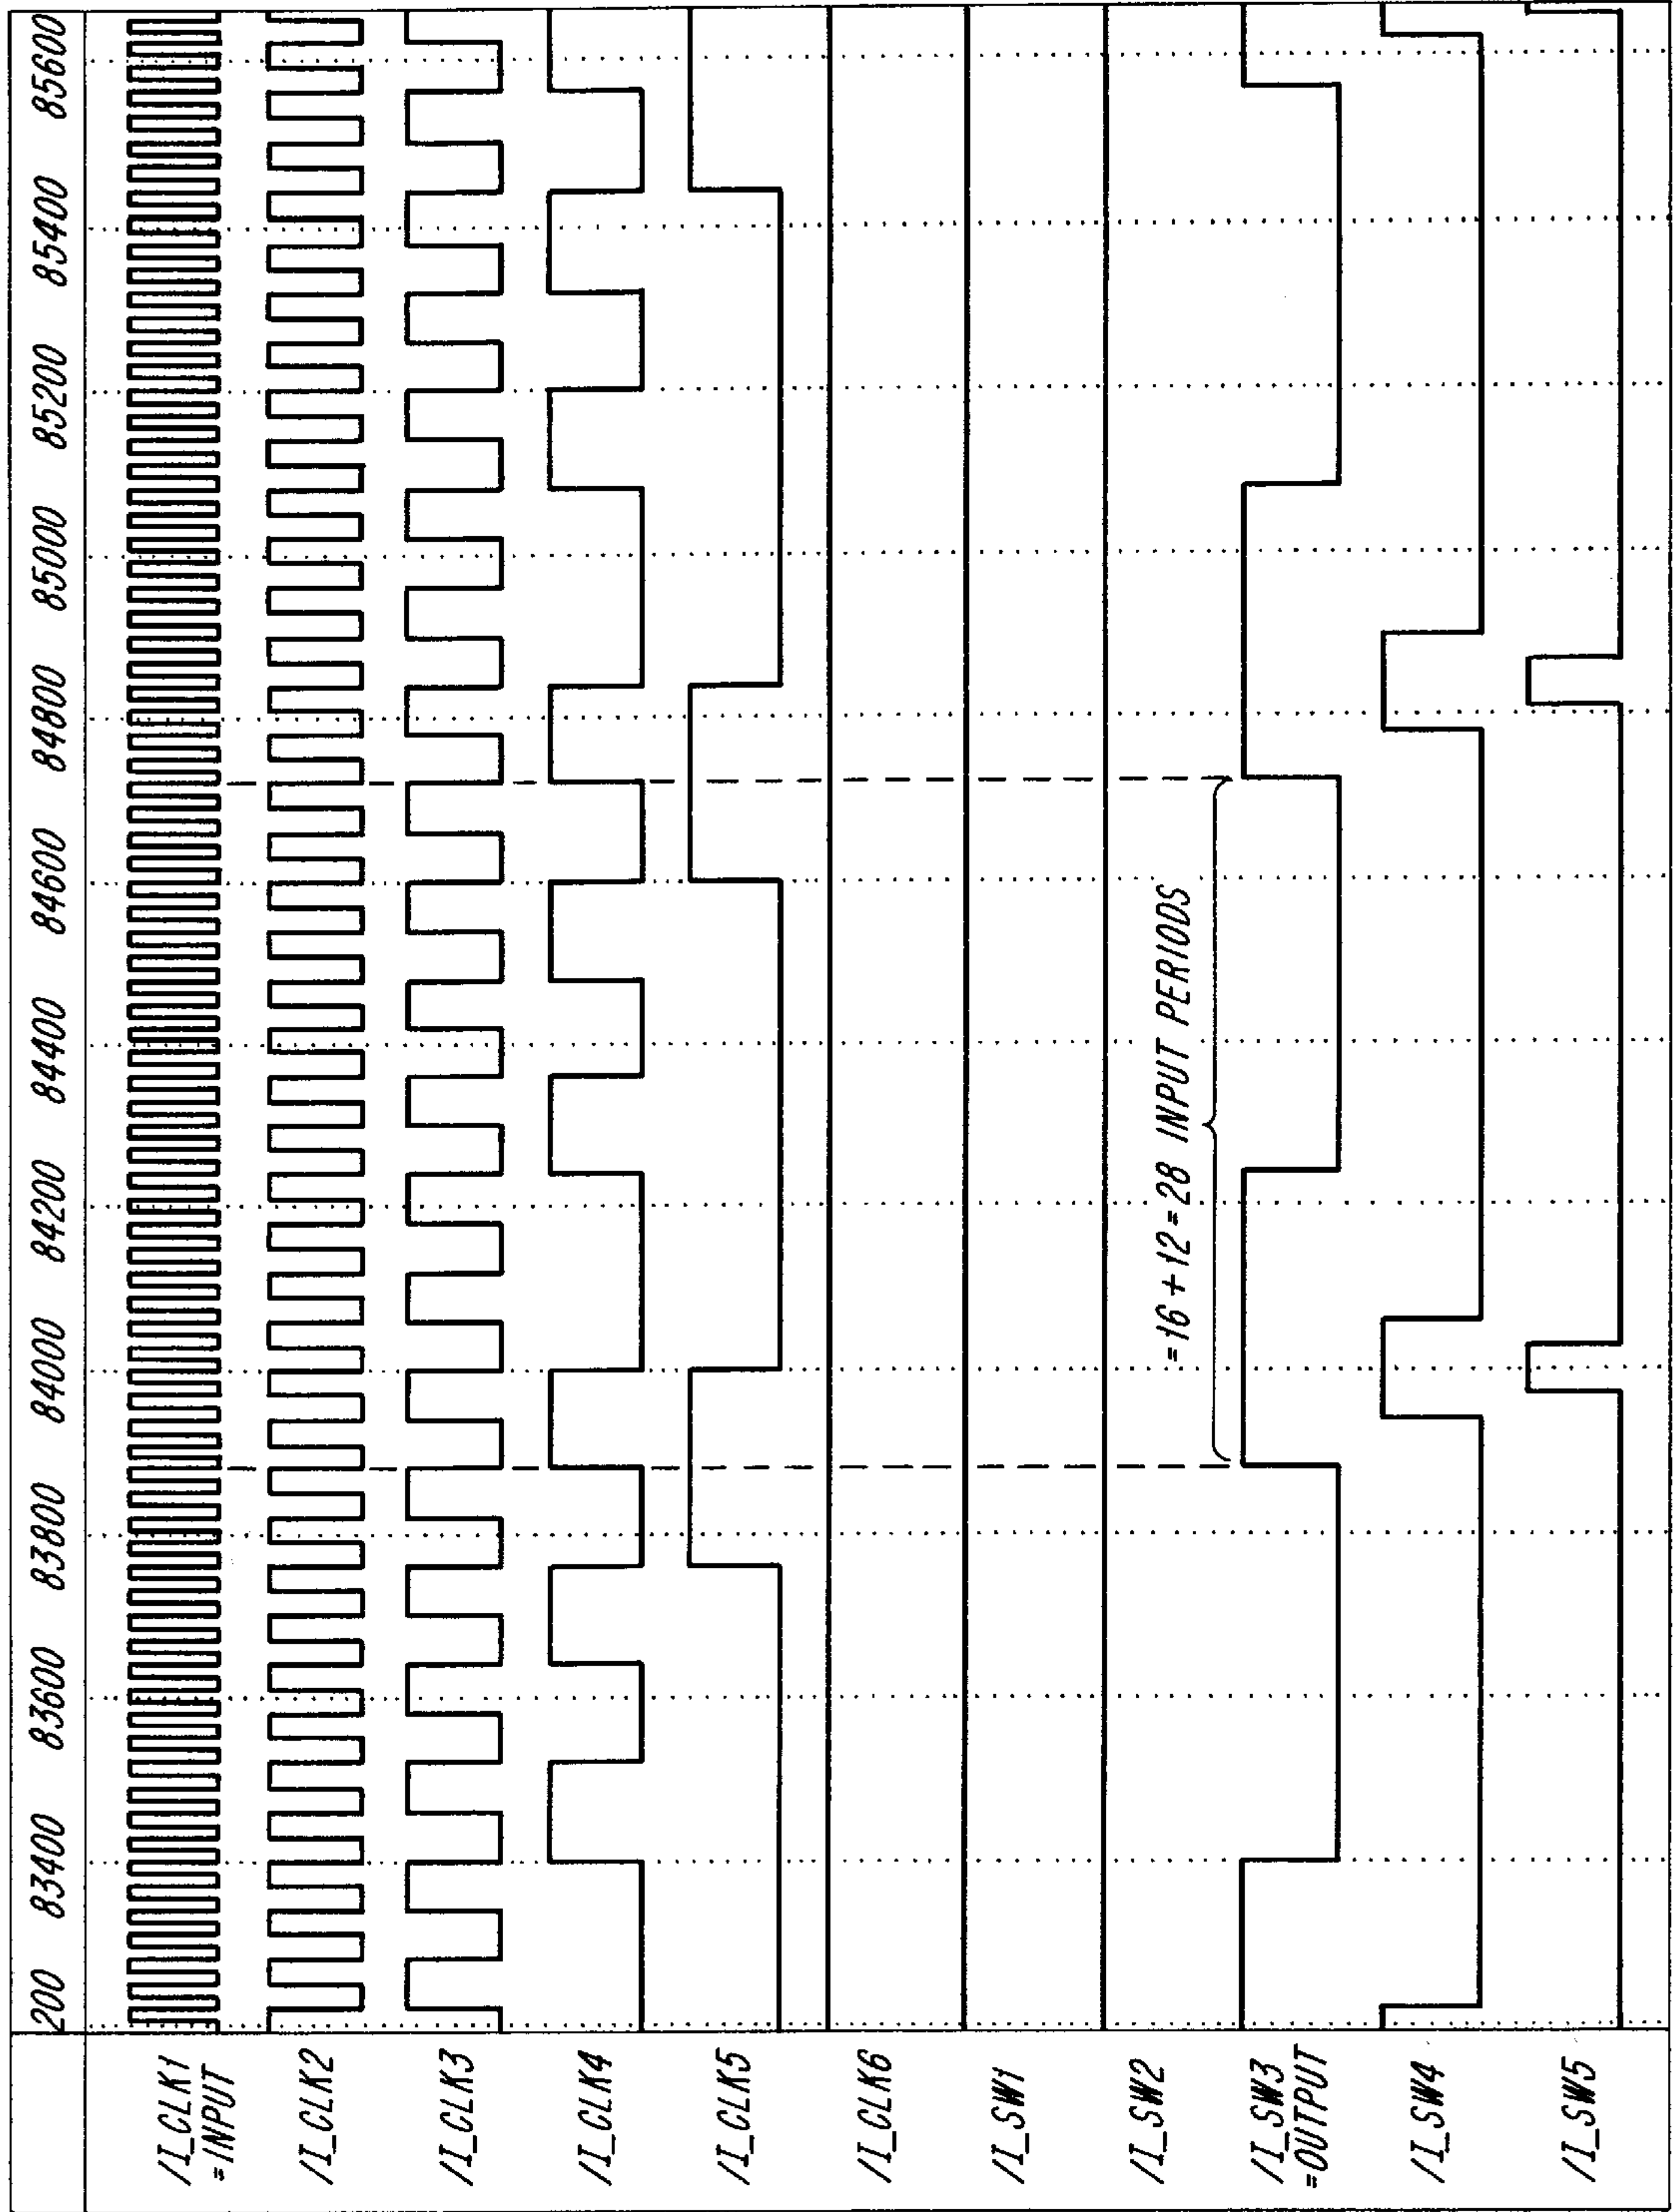 200 83400 83600 83800 84000 84200 84400 84600 84800 85000 85200 85400 85600
/I_CLK1
=INPUT
/I_CLK2
/I_CLK3
/I_CLK4
/I_CLK5
/I_CLK6
/I_SW1
/I_SW2
=16+12=28 INPUT PERIODS
/I_SW3
=OUTPUT
/I_SW4
/I_SW5